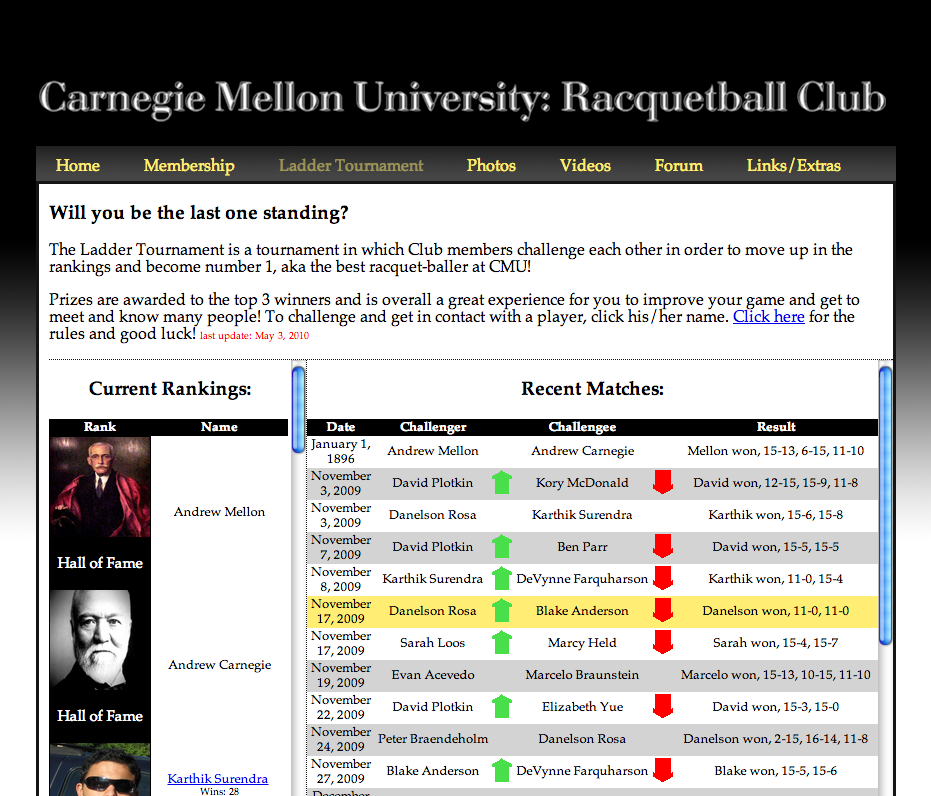 Carnegie Mellon University: Racquetball Club
Home Membership Ladder Tournament Photos Videos Forum Links/Extras
Will you be the last one standing?
The Ladder Tournament is a tournament in which Club members challenge each other in order to move up in the
rankings and become number 1, aka the best racquet-baller at CMU!
Prizes are awarded to the top 3 winners and is overall a great experience for you to improve your game and get to
meet and know many people! To challenge and get in contact with a player, click his/her name. Click here for the
rules and good luck! last update: May 3, 2010
Current Rankings:
Rank Name
Andrew Mellon
Hall of Fame
Andrew Carnegie
Hall of Fame
Karthik Surendra
Wins: 28
Recent Matches:
Date Challenger Challengee Result
January 1,
1896 Andrew Mellon Andrew Carnegie Mellon won, 15-13, 6-15, 11-10
November
3, 2009 David Plotkin Kory McDonald David won, 12-15, 15-9, 11-8
November
3, 2009 Danelson Rosa Karthik Surendra Karthik won, 15-6, 15-8
November
7, 2009 David Plotkin Ben Parr David won, 15-5, 15-5
November
8, 2009 Karthik Surendra DeVynne Farquharson Karthik won, 11-0, 15-4
November
17, 2009 Danelson Rosa Blake Anderson Danelson won, 11-0, 11-0
November
17, 2009 Sarah Loos Marcy Held Sarah won, 15-4, 15-7
November
19, 2009 Evan Acevedo Marcelo Braunstein Marcelo won, 15-13, 10-15, 11-10
November
22, 2009 David Plotkin Elizabeth Yue David won, 15-3, 15-0
November
24, 2009 Peter Braendeholm Danelson Rosa Danelson won, 2-15, 16-14, 11-8
November
27, 2009 Blake Anderson DeVynne Farquharson Blake won, 15-5, 15-6